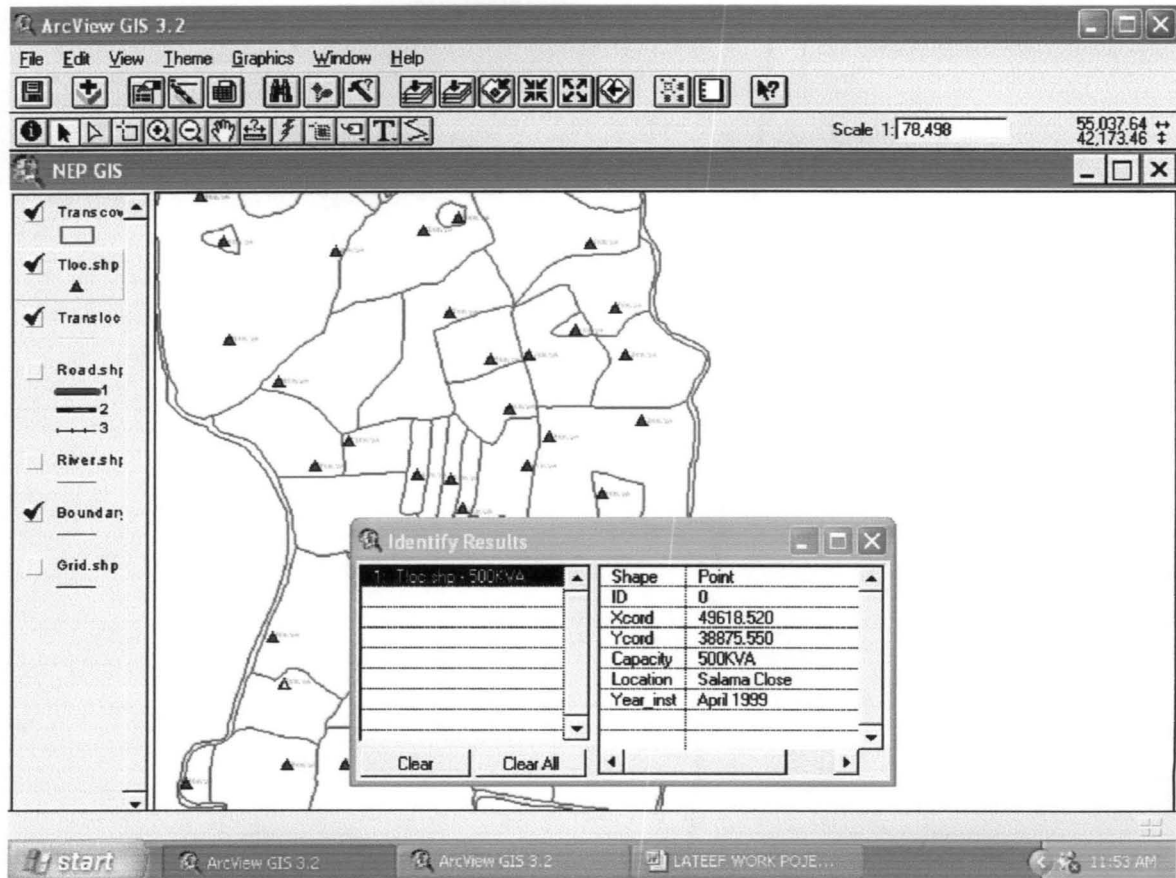 ArcView GIS 3.2
File Edit View Theme Graphics Window Help
Scale 1: 78,498
55,037.64
42,173.46
NEP GIS
Transcov
Tloc.shp
Transloc
Road.shp
1
2
3
River.shp
Boundary
Grid.shp
Identify Results
1: Tloc.shp - 500KVA
Shape Point
ID 0
Xcord 49618.520
Ycord 38875.550
Capacity 500KVA
Location Salama Close
Year_inst April 1999
Clear Clear All
start ArcView GIS 3.2 ArcView GIS 3.2 LATEEF WORK POJE... 11:53 AM